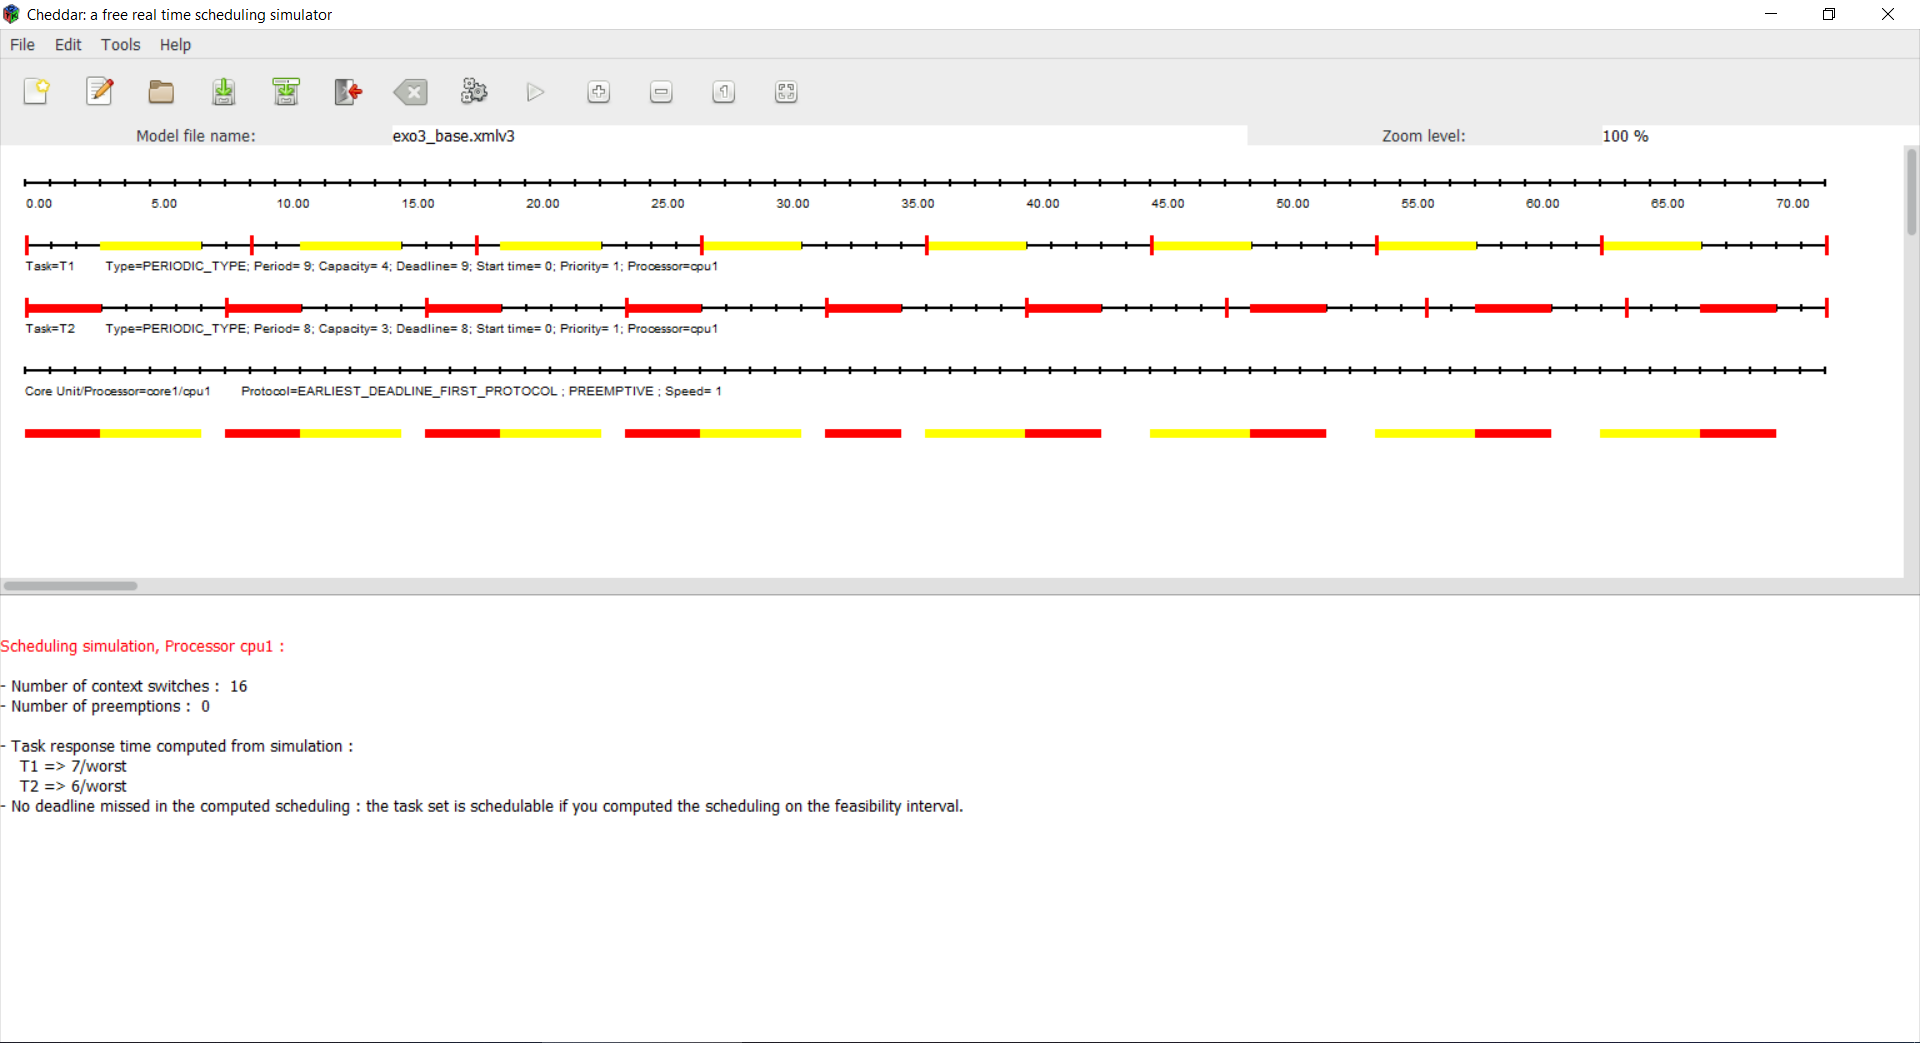 Cheddar: a free real time scheduling simulator
File Edit Tools Help
Model file name: exo3_base.xmlv3 Zoom level: 100 %
0.00 5.00 10.00 15.00 20.00 25.00 30.00 35.00 40.00 45.00 50.00 55.00 60.00 65.00 70.00
Task=T1 Type=PERIODIC_TYPE; Period= 9; Capacity= 4; Deadline= 9; Start time= 0; Priority= 1; Processor=cpu1
Task=T2 Type=PERIODIC_TYPE; Period= 8; Capacity= 3; Deadline= 8; Start time= 0; Priority= 1; Processor=cpu1
Core Unit/Processor=core1/cpu1 Protocol=EARLIEST_DEADLINE_FIRST_PROTOCOL ; PREEMPTIVE ; Speed= 1
Scheduling simulation, Processor cpu1 :
- Number of context switches : 16
- Number of preemptions : 0
- Task response time computed from simulation :
T1 => 7/worst
T2 => 6/worst
- No deadline missed in the computed scheduling : the task set is schedulable if you computed the scheduling on the feasibility interval.